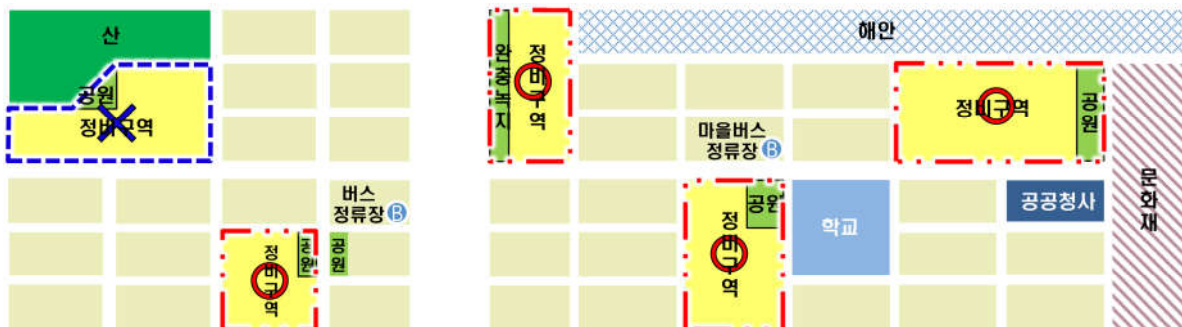 산
공원
정비구역
버스
정류장 B
정비구역
공원
공원
완충녹지
정비구역
해안
마을버스
정류장 B
정비구역
공원
정비구역
공원
학교
공공청사
문화재